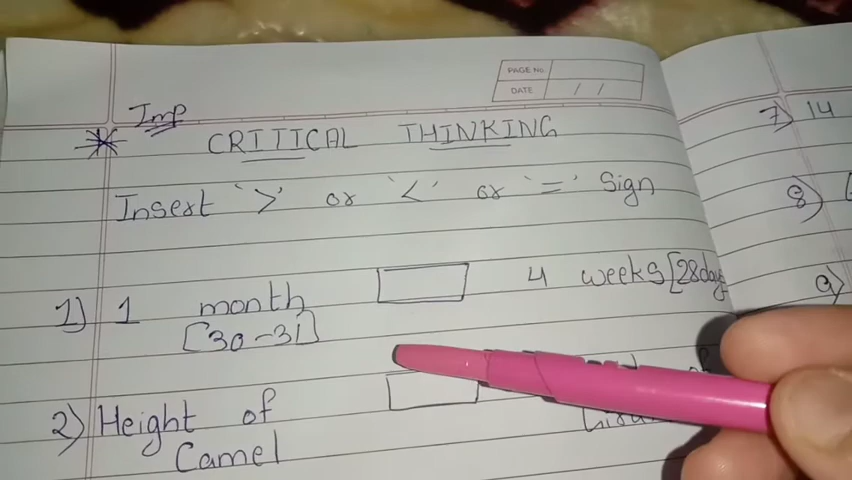 PAGE No.
DATE / /
Imp
CRITICAL THINKING
Insert '>' or '<' or '=' Sign
1) 1 month 4 weeks [28days
[30-31]
2) Height of of
Camel
7) 14
8)
9)